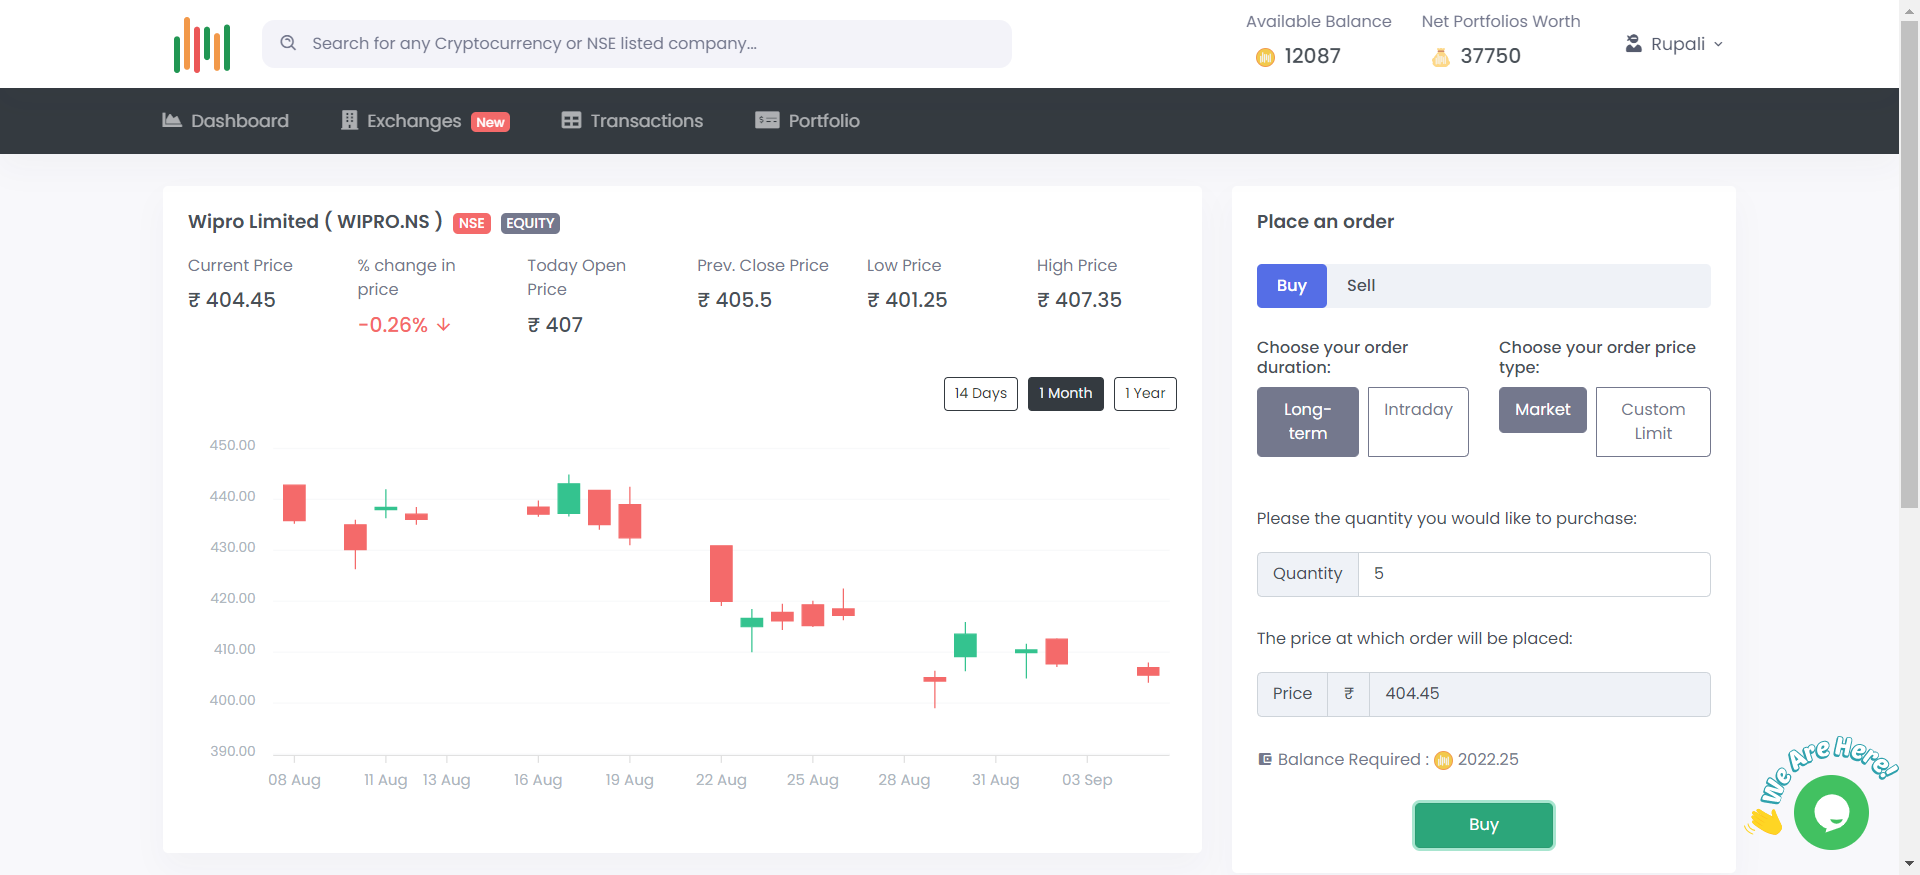 Search for any Cryptocurrency or NSE listed company...
Available Balance
12087
Net Portfolios Worth
37750
Rupali
Dashboard
Exchanges New
Transactions
Portfolio
Wipro Limited ( WIPRO.NS ) NSE EQUITY
Current Price
₹ 404.45
% change in
price
-0.26% ↓
Today Open
Price
₹ 407
Prev. Close Price
₹ 405.5
Low Price
₹ 401.25
High Price
₹ 407.35
14 Days
1 Month
1 Year
450.00
440.00
430.00
420.00
410.00
400.00
390.00
08 Aug
11 Aug
13 Aug
16 Aug
19 Aug
22 Aug
25 Aug
28 Aug
31 Aug
03 Sep
Place an order
Buy
Sell
Choose your order
duration:
Long-
term
Intraday
Choose your order price
type:
Market
Custom
Limit
Please the quantity you would like to purchase:
Quantity
5
The price at which order will be placed:
Price
₹
404.45
Balance Required : 2022.25
Buy
We Are Here!